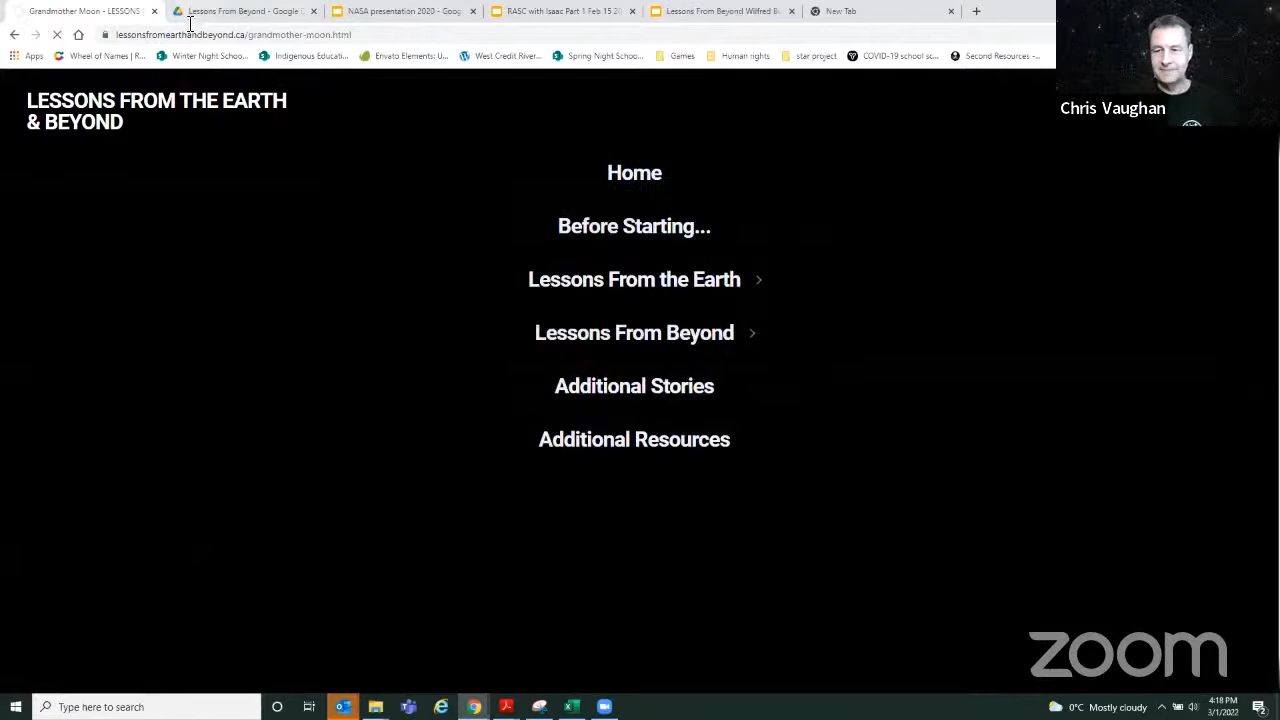 Grandmother Moon - LESSONS F
Lessons From Beyond - Google D
NASA presentation 2020 - Goog
RASC with Isaac Part 1 Feb 15 20
Lessons From Beyond Wilfred B
New Tab
lessonsfromearthandbeyond.ca/grandmother-moon.html
Apps
Wheel of Names | R...
Winter Night Schoo...
Indigenous Educati...
Envato Elements: U...
West Credit River...
Spring Night Schoo...
Games
Human rights
star project
COVID-19 school sc...
Second Resources –...
Chris Vaughan
LESSONS FROM THE EARTH
& BEYOND
Home
Before Starting...
Lessons From the Earth
Lessons From Beyond
Additional Stories
Additional Resources
zoom
Type here to search
0°C Mostly cloudy
4:18 PM
3/1/2022
2